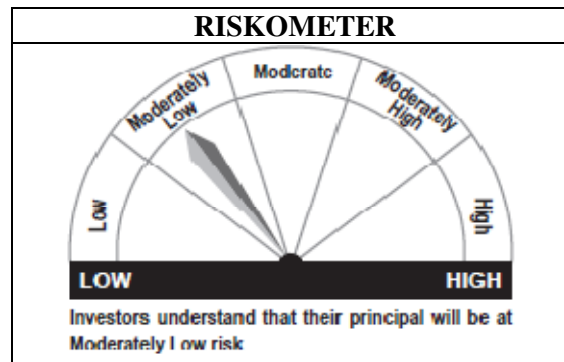 RISKOMETER
Moderate
Moderately
Low
Moderately
High
Low
High
LOW HIGH
Investors understand that their principal will be at
Moderately Low risk